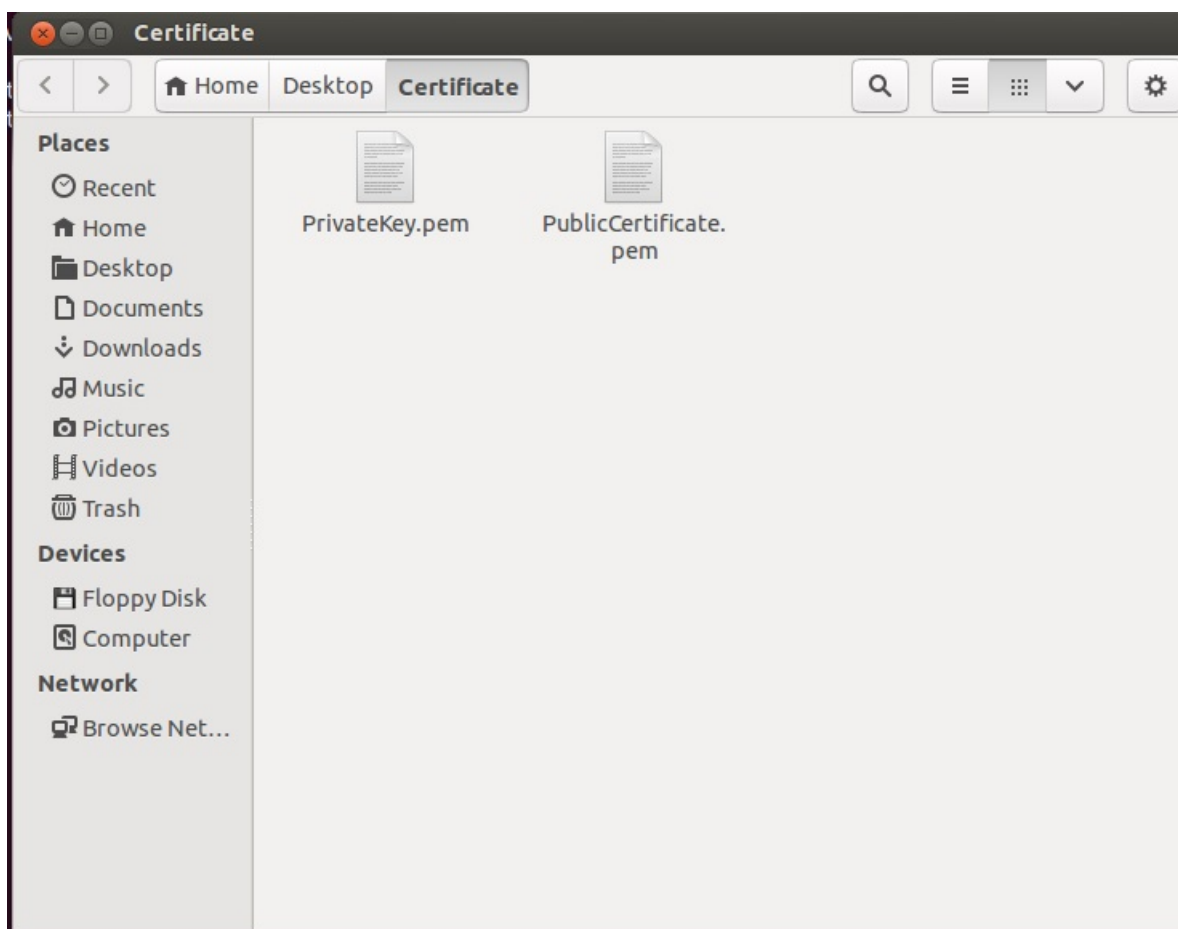 Certificate
Home Desktop Certificate
Places
Recent
Home
Desktop
Documents
Downloads
Music
Pictures
Videos
Trash
Devices
Floppy Disk
Computer
Network
Browse Net...
PrivateKey.pem
PublicCertificate.
pem